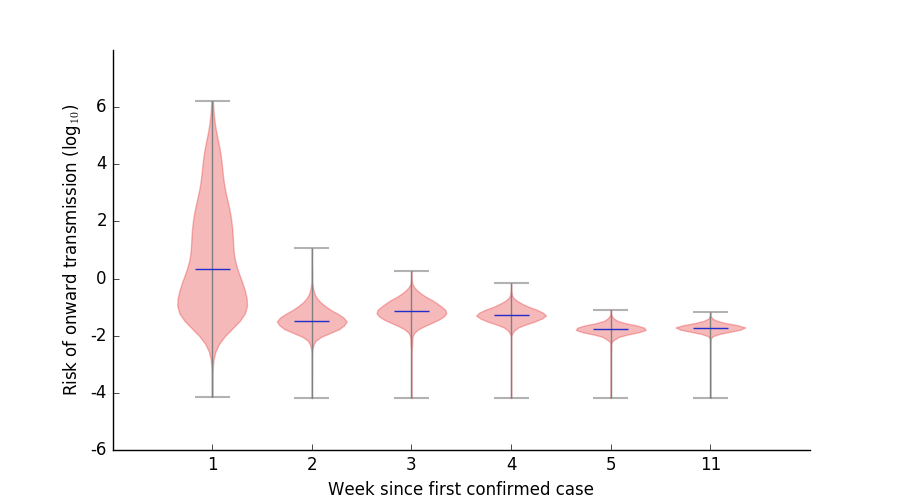 Risk of onward transmission (log₁₀)
6
4
2
0
-2
-4
-6
1 2 3 4 5 11
Week since first confirmed case